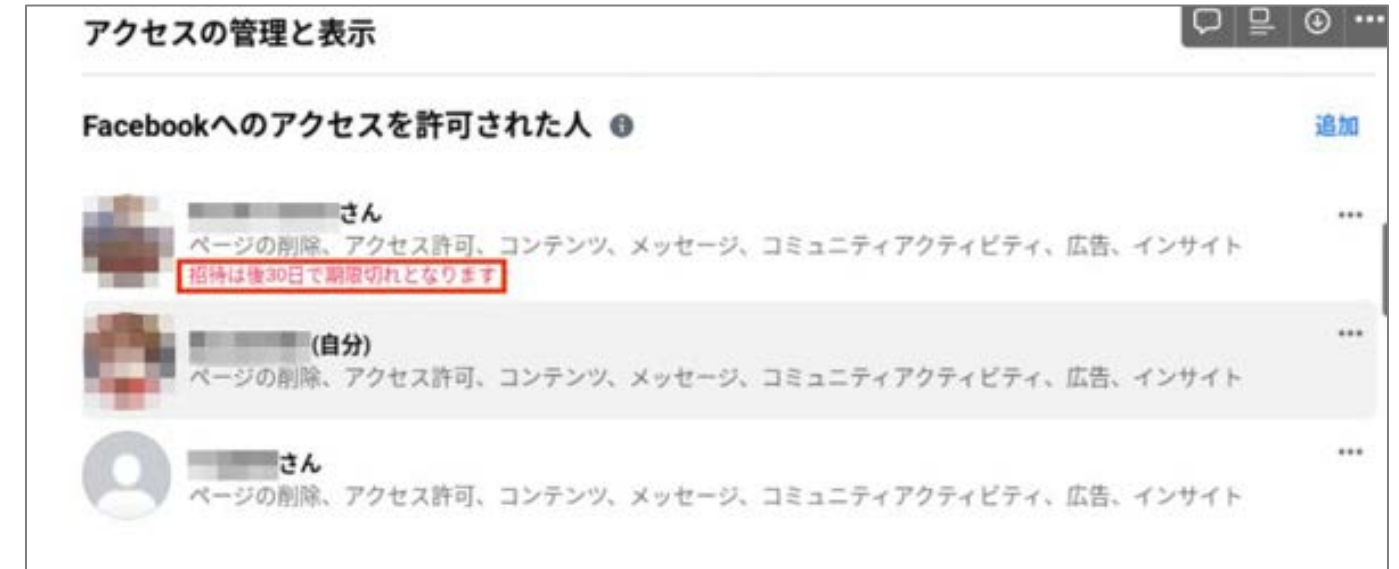 アクセスの管理と表示
Facebookへのアクセスを許可された人
追加
さん
ページの削除、アクセス許可、コンテンツ、メッセージ、コミュニティアクティビティ、広告、インサイト
招待は後30日で期限切れとなります
(自分)
ページの削除、アクセス許可、コンテンツ、メッセージ、コミュニティアクティビティ、広告、インサイト
さん
ページの削除、アクセス許可、コンテンツ、メッセージ、コミュニティアクティビティ、広告、インサイト